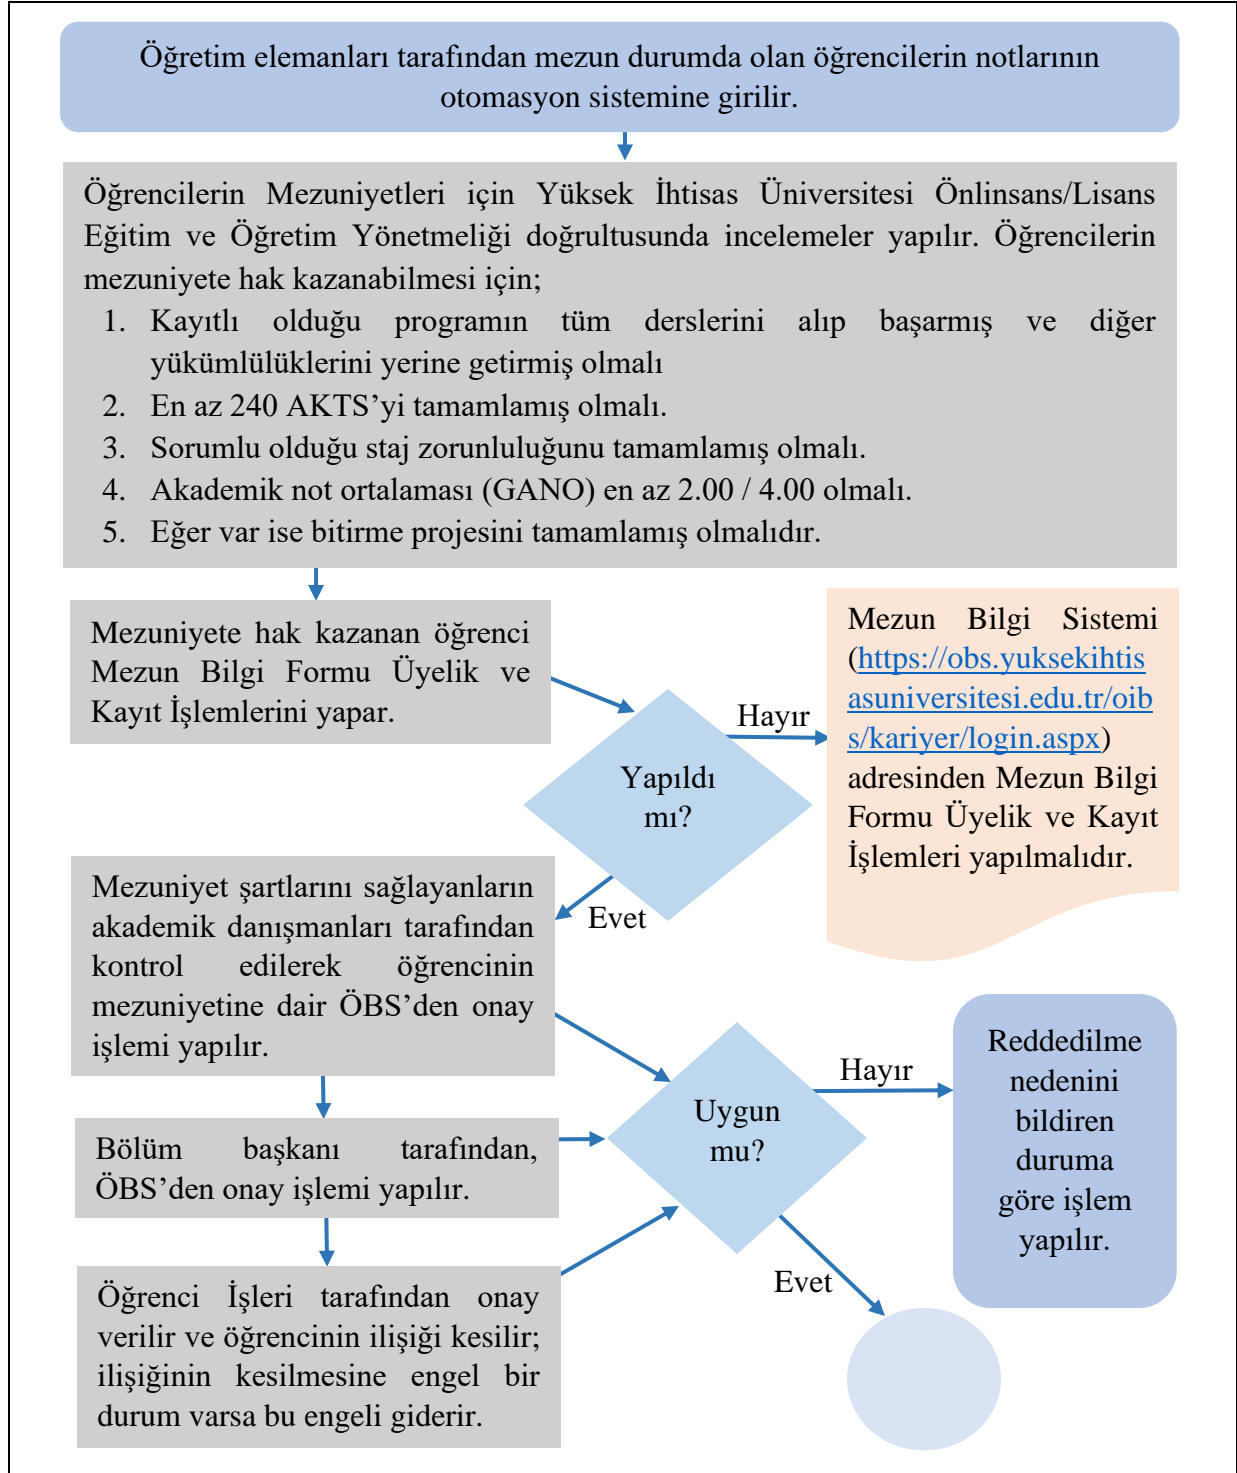 Öğretim elemanları tarafından mezun durumda olan öğrencilerin notlarının
otomasyon sistemine girilir.
Öğrencilerin Mezuniyetleri için Yüksek İhtisas Üniversitesi Önlinsans/Lisans
Eğitim ve Öğretim Yönetmeliği doğrultusunda incelemeler yapılır. Öğrencilerin
mezuniyete hak kazanabilmesi için;
1. Kayıtlı olduğu programın tüm derslerini alıp başarmış ve diğer
yükümlülüklerini yerine getirmiş olmalı
2. En az 240 AKTS’yi tamamlamış olmalı.
3. Sorumlu olduğu staj zorunluluğunu tamamlamış olmalı.
4. Akademik not ortalaması (GANO) en az 2.00 / 4.00 olmalı.
5. Eğer var ise bitirme projesini tamamlamış olmalıdır.
Mezuniyete hak kazanan öğrenci
Mezun Bilgi Formu Üyelik ve
Kayıt İşlemlerini yapar.
Yapıldı
mı?
Hayır
Mezun Bilgi Sistemi
(https://obs.yuksekihtis
asuniversitesi.edu.tr/oib
s/kariyer/login.aspx)
adresinden Mezun Bilgi
Formu Üyelik ve Kayıt
İşlemleri yapılmalıdır.
Evet
Mezuniyet şartlarını sağlayanların
akademik danışmanları tarafından
kontrol edilerek öğrencinin
mezuniyetine dair ÖBS’den onay
işlemi yapılır.
Uygun
mu?
Hayır
Reddedilme
nedenini
bildiren
duruma
göre işlem
yapılır.
Bölüm başkanı tarafından,
ÖBS’den onay işlemi yapılır.
Evet
Öğrenci İşleri tarafından onay
verilir ve öğrencinin ilişiği kesilir;
ilişiğinin kesilmesine engel bir
durum varsa bu engeli giderir.